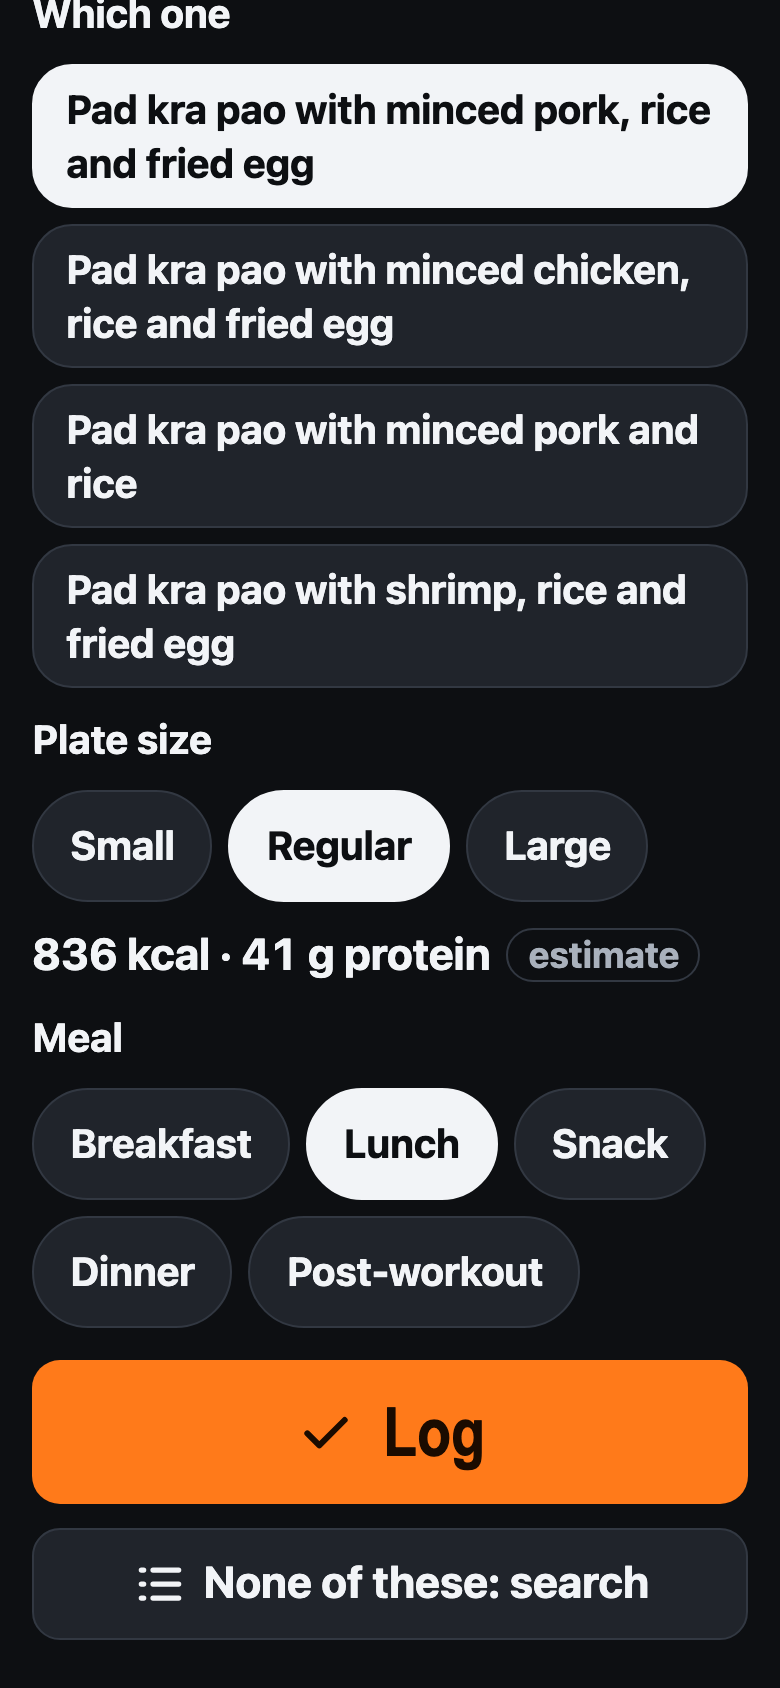 Which one
Pad kra pao with minced pork, rice
and fried egg
Pad kra pao with minced chicken,
rice and fried egg
Pad kra pao with minced pork and
rice
Pad kra pao with shrimp, rice and
fried egg
Plate size
Small Regular Large
836 kcal · 41 g protein estimate
Meal
Breakfast Lunch Snack
Dinner Post-workout
Log
None of these: search